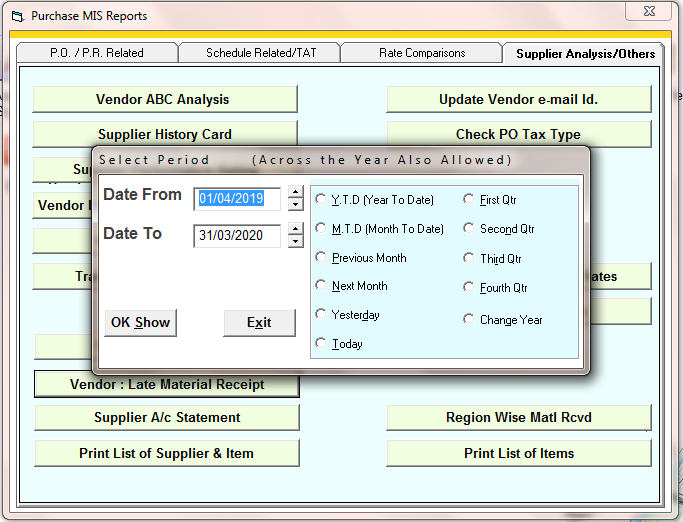 Purchase MIS Reports
P.O. / P.R. Related
Schedule Related/TAT
Rate Comparisons
Supplier Analysis/Others
Vendor ABC Analysis
Update Vendor e-mail Id.
Supplier History Card
Check PO Tax Type
Select Period (Across the Year Also Allowed)
Date From 01/04/2019
Date To 31/03/2020
Y.T.D (Year To Date)
First Qtr
M.T.D (Month To Date)
Second Qtr
Previous Month
Third Qtr
Next Month
Fourth Qtr
Yesterday
Change Year
Today
OK Show
Exit
Vendor : Late Material Receipt
Supplier A/c Statement
Region Wise Matl Rcvd
Print List of Supplier & Item
Print List of Items